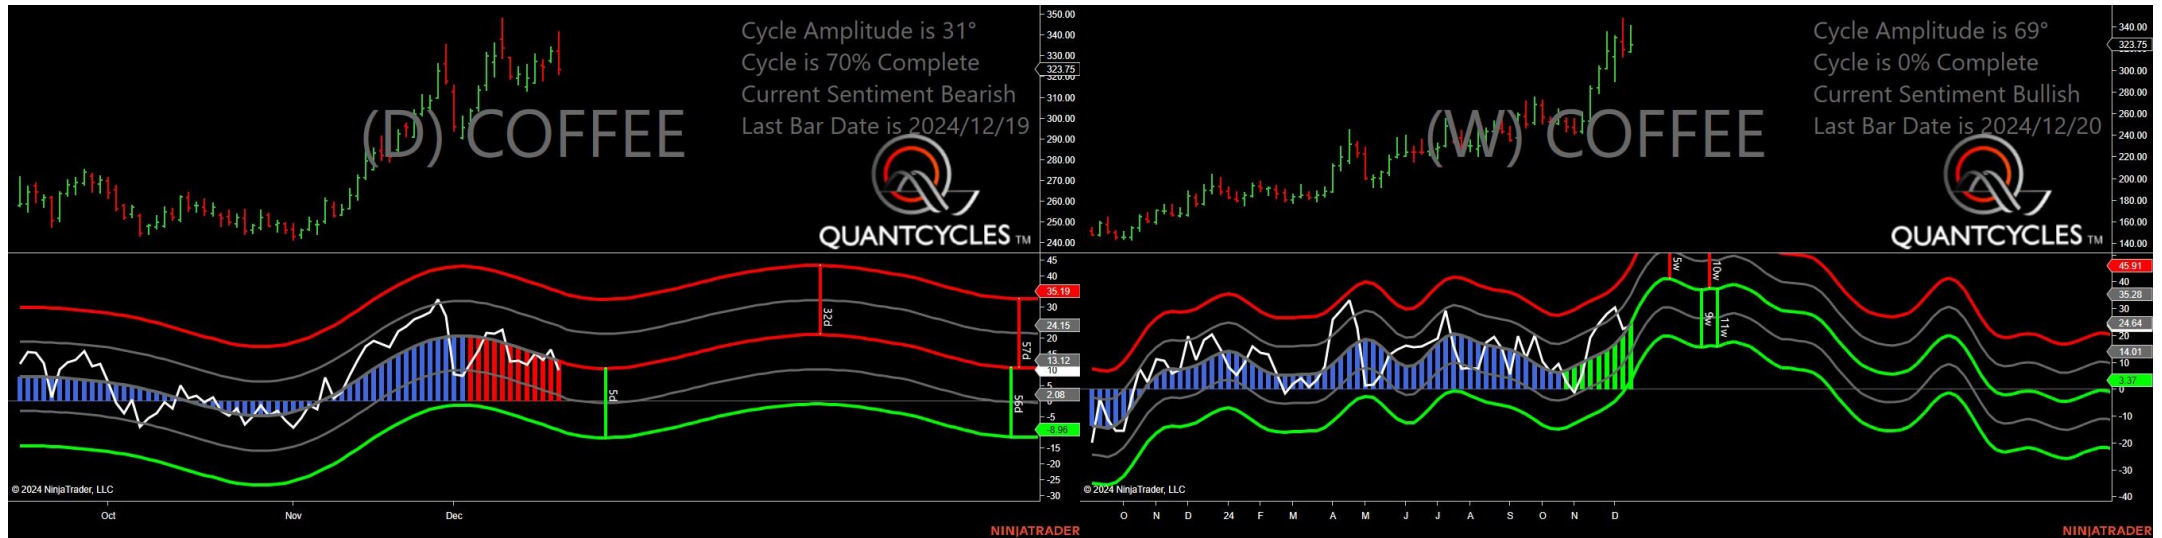 Cycle Amplitude is 31°
Cycle is 70% Complete
Current Sentiment Bearish
Last Bar Date is 2024/12/19
(D) COFFEE
QUANTCYCLES TM
350.00
340.00
330.00
323.75
320.00
310.00
300.00
290.00
280.00
270.00
260.00
250.00
240.00
45
35.19
30
24.15
20
15
13.12
10
5
2.08
-5
-8.96
-15
-20
-25
-30
32d
57d
5d
56d
© 2024 NinjaTrader, LLC
Oct Nov Dec
NINJATRADER
Cycle Amplitude is 69°
Cycle is 0% Complete
Current Sentiment Bullish
Last Bar Date is 2024/12/20
(W) COFFEE
QUANTCYCLES TM
340.00
323.75
300.00
280.00
260.00
240.00
220.00
200.00
180.00
160.00
140.00
45.91
40
35.28
30
24.64
20
14.01
10
3.37
0
-10
-20
-30
-40
5w
10w
9w
11w
© 2024 NinjaTrader, LLC
O N D 24 F M A M J J A S O N D
NINJATRADER